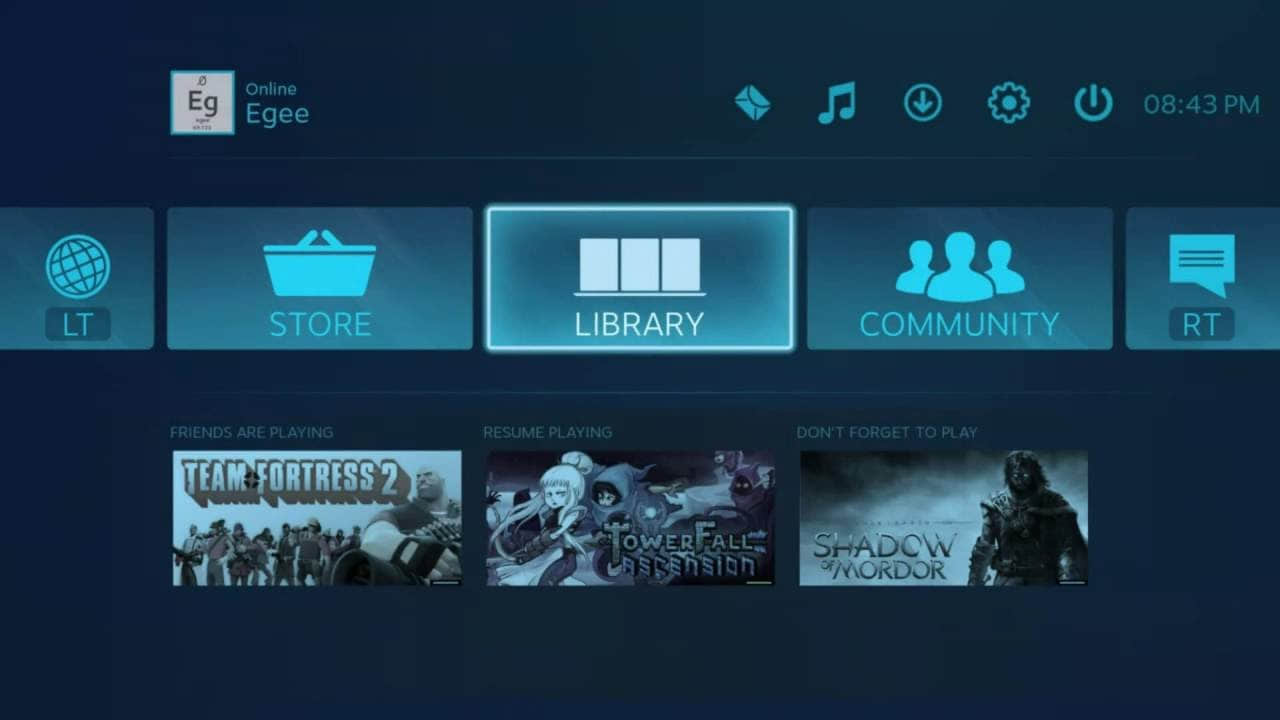 Eg
egee
Online
Egee
08:43 PM
LT
STORE
LIBRARY
COMMUNITY
RT
FRIENDS ARE PLAYING
RESUME PLAYING
DON'T FORGET TO PLAY
TEAM FORTRESS 2
TOWERFALL
ASCENSION
SHADOW
OF MORDOR